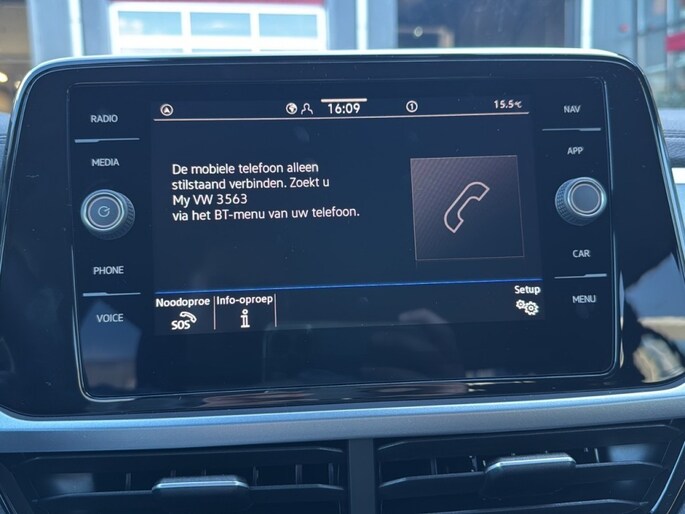 RADIO
MEDIA
PHONE
VOICE
16:09
1
15.5°C
De mobiele telefoon alleen
stilstaand verbinden. Zoekt u
My VW 3563
via het BT-menu van uw telefoon.
Noodoproe
SOS
Info-oproep
i
Setup
NAV
APP
CAR
MENU